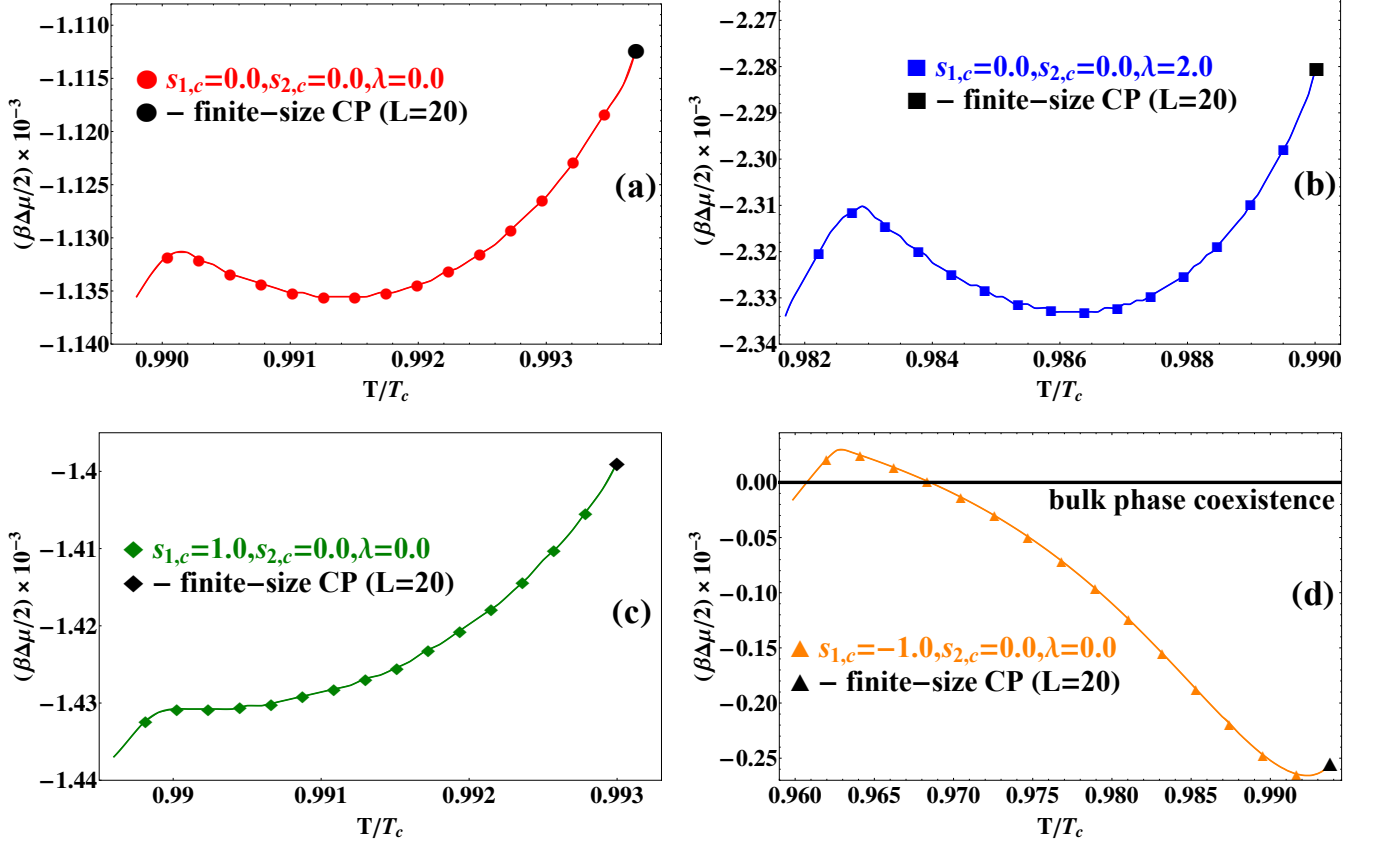 −1.110
−1.115
−1.120
−1.125
−1.130
−1.135
−1.140
(βΔμ/2) × 10⁻³
s₁,c=0.0,s₂,c=0.0,λ=0.0
− finite−size CP (L=20)
(a)
0.990 0.991 0.992 0.993
T/T_c
−2.27
−2.28
−2.29
−2.30
−2.31
−2.32
−2.33
−2.34
(βΔμ/2) × 10⁻³
s₁,c=0.0,s₂,c=0.0,λ=2.0
− finite−size CP (L=20)
(b)
0.982 0.984 0.986 0.988 0.990
T/T_c
−1.4
−1.41
−1.42
−1.43
−1.44
(βΔμ/2) × 10⁻³
s₁,c=1.0,s₂,c=0.0,λ=0.0
− finite−size CP (L=20)
(c)
0.99 0.991 0.992 0.993
T/T_c
0.00
−0.05
−0.10
−0.15
−0.20
−0.25
(βΔμ/2) × 10⁻³
bulk phase coexistence
(d)
s₁,c=−1.0,s₂,c=0.0,λ=0.0
− finite−size CP (L=20)
0.960 0.965 0.970 0.975 0.980 0.985 0.990
T/T_c